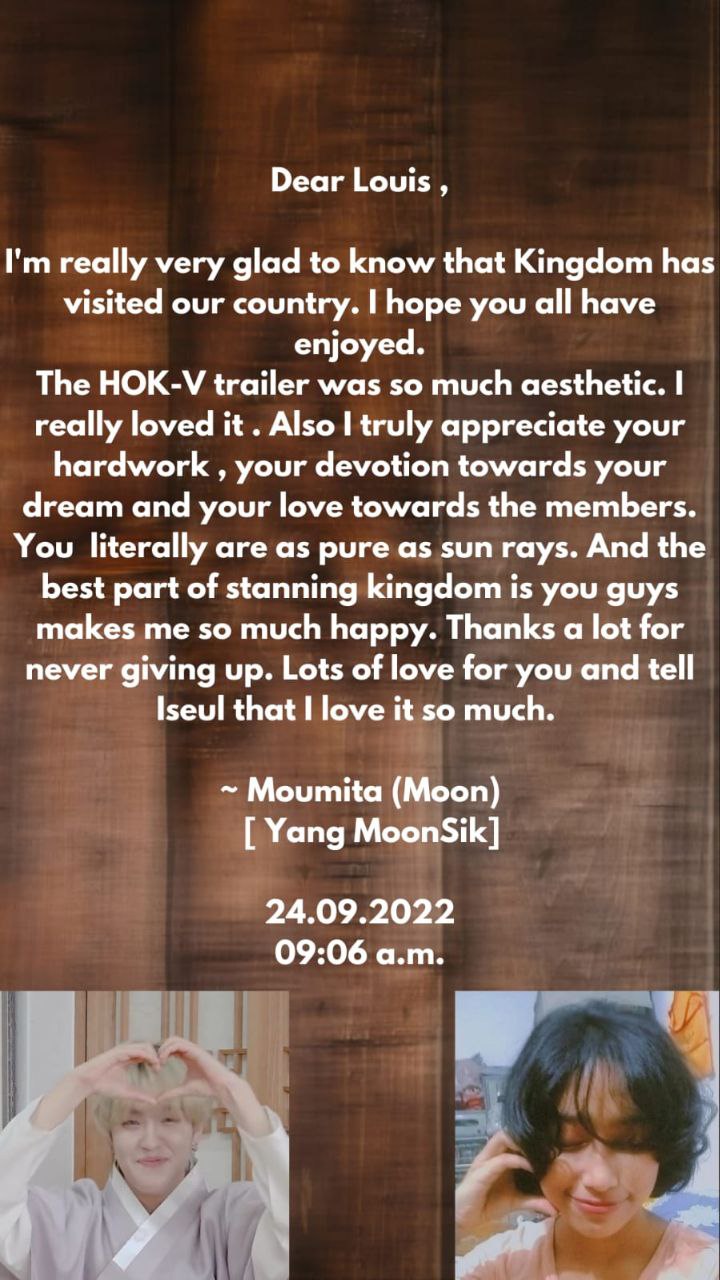 Dear Louis ,
I'm really very glad to know that Kingdom has
visited our country. I hope you all have
enjoyed.
The HOK-V trailer was so much aesthetic. I
really loved it . Also I truly appreciate your
hardwork , your devotion towards your
dream and your love towards the members.
You literally are as pure as sun rays. And the
best part of stanning kingdom is you guys
makes me so much happy. Thanks a lot for
never giving up. Lots of love for you and tell
Iseul that I love it so much.
~ Moumita (Moon)
[ Yang MoonSik]
24.09.2022
09:06 a.m.